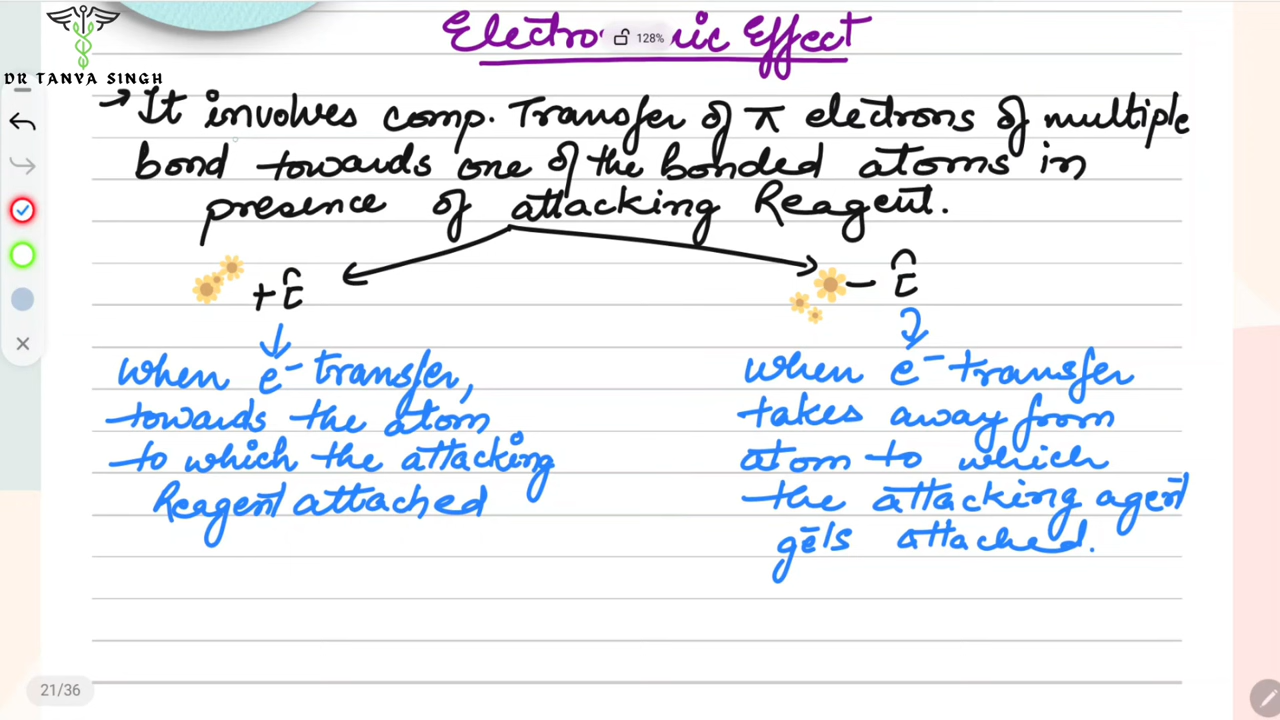 Electro ic Effect
128%
DR TANYA SINGH
→ It involves comp. Transfer of π electrons of multiple
bond towards one of the bonded atoms in
presence of attacking Reagent.
+E
- E
when e⁻ transfer,
towards the atom
to which the attacking
Reagent attached
when e⁻ transfer
takes away from
atom to which
the attacking agent
gets attached.
21/36